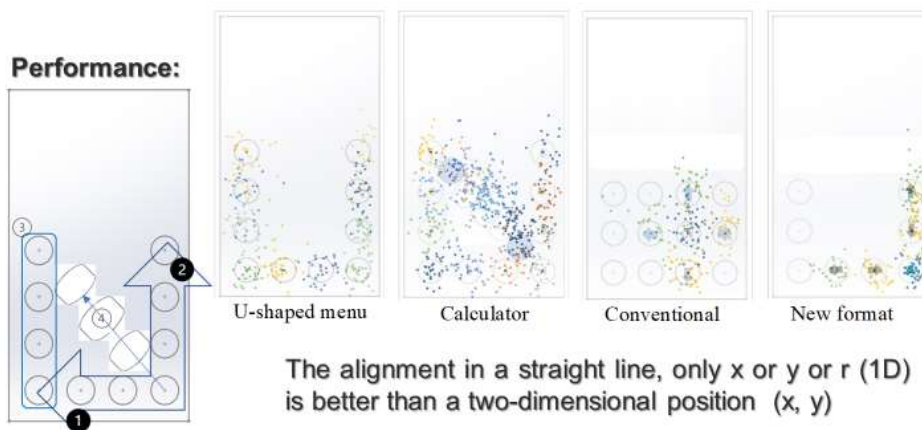 Performance:
3
2
4
1
U-shaped menu
Calculator
Conventional
New format
The alignment in a straight line, only x or y or r (1D)
is better than a two-dimensional position (x, y)